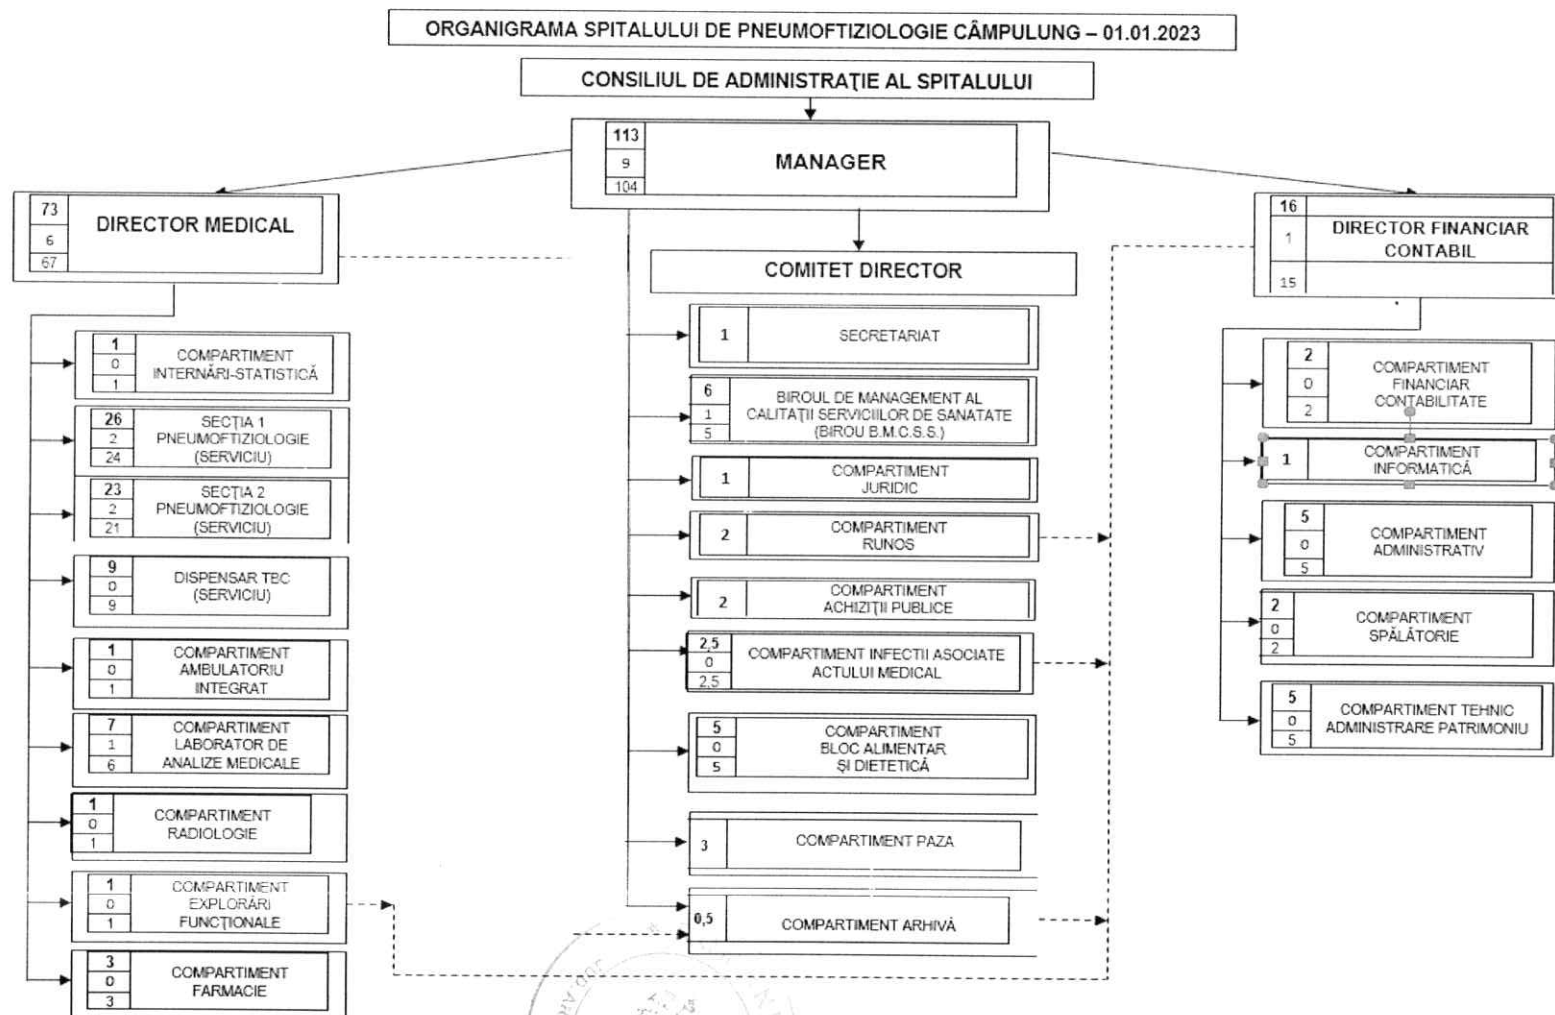 ORGANIGRAMA SPITALULUI DE PNEUMOFTIZIOLOGIE CÂMPULUNG – 01.01.2023
CONSILIUL DE ADMINISTRAŢIE AL SPITALULUI
113
9
104
MANAGER
73
6
67
DIRECTOR MEDICAL
16
1
15
DIRECTOR FINANCIAR
CONTABIL
COMITET DIRECTOR
1
0
1
COMPARTIMENT
INTERNĂRI-STATISTICĂ
26
2
24
SECŢIA 1
PNEUMOFTIZIOLOGIE
(SERVICIU)
23
2
21
SECŢIA 2
PNEUMOFTIZIOLOGIE
(SERVICIU)
9
0
9
DISPENSAR TBC
(SERVICIU)
1
0
1
COMPARTIMENT
AMBULATORIU
INTEGRAT
7
1
6
COMPARTIMENT
LABORATOR DE
ANALIZE MEDICALE
1
0
1
COMPARTIMENT
RADIOLOGIE
1
0
1
COMPARTIMENT
EXPLORĂRI
FUNCŢIONALE
3
0
3
COMPARTIMENT
FARMACIE
1
SECRETARIAT
6
1
5
BIROUL DE MANAGEMENT AL
CALITAŢII SERVICIILOR DE SANATATE
(BIROU B.M.C.S.S.)
1
COMPARTIMENT
JURIDIC
2
COMPARTIMENT
RUNOS
2
COMPARTIMENT
ACHIZIŢII PUBLICE
2,5
0
2,5
COMPARTIMENT INFECTII ASOCIATE
ACTULUI MEDICAL
5
0
5
COMPARTIMENT
BLOC ALIMENTAR
ŞI DIETETICĂ
3
COMPARTIMENT PAZA
0,5
COMPARTIMENT ARHIVĂ
2
0
2
COMPARTIMENT
FINANCIAR
CONTABILITATE
1
COMPARTIMENT
INFORMATICĂ
5
0
5
COMPARTIMENT
ADMINISTRATIV
2
0
2
COMPARTIMENT
SPĂLĂTORIE
5
0
5
COMPARTIMENT TEHNIC
ADMINISTRARE PATRIMONIU